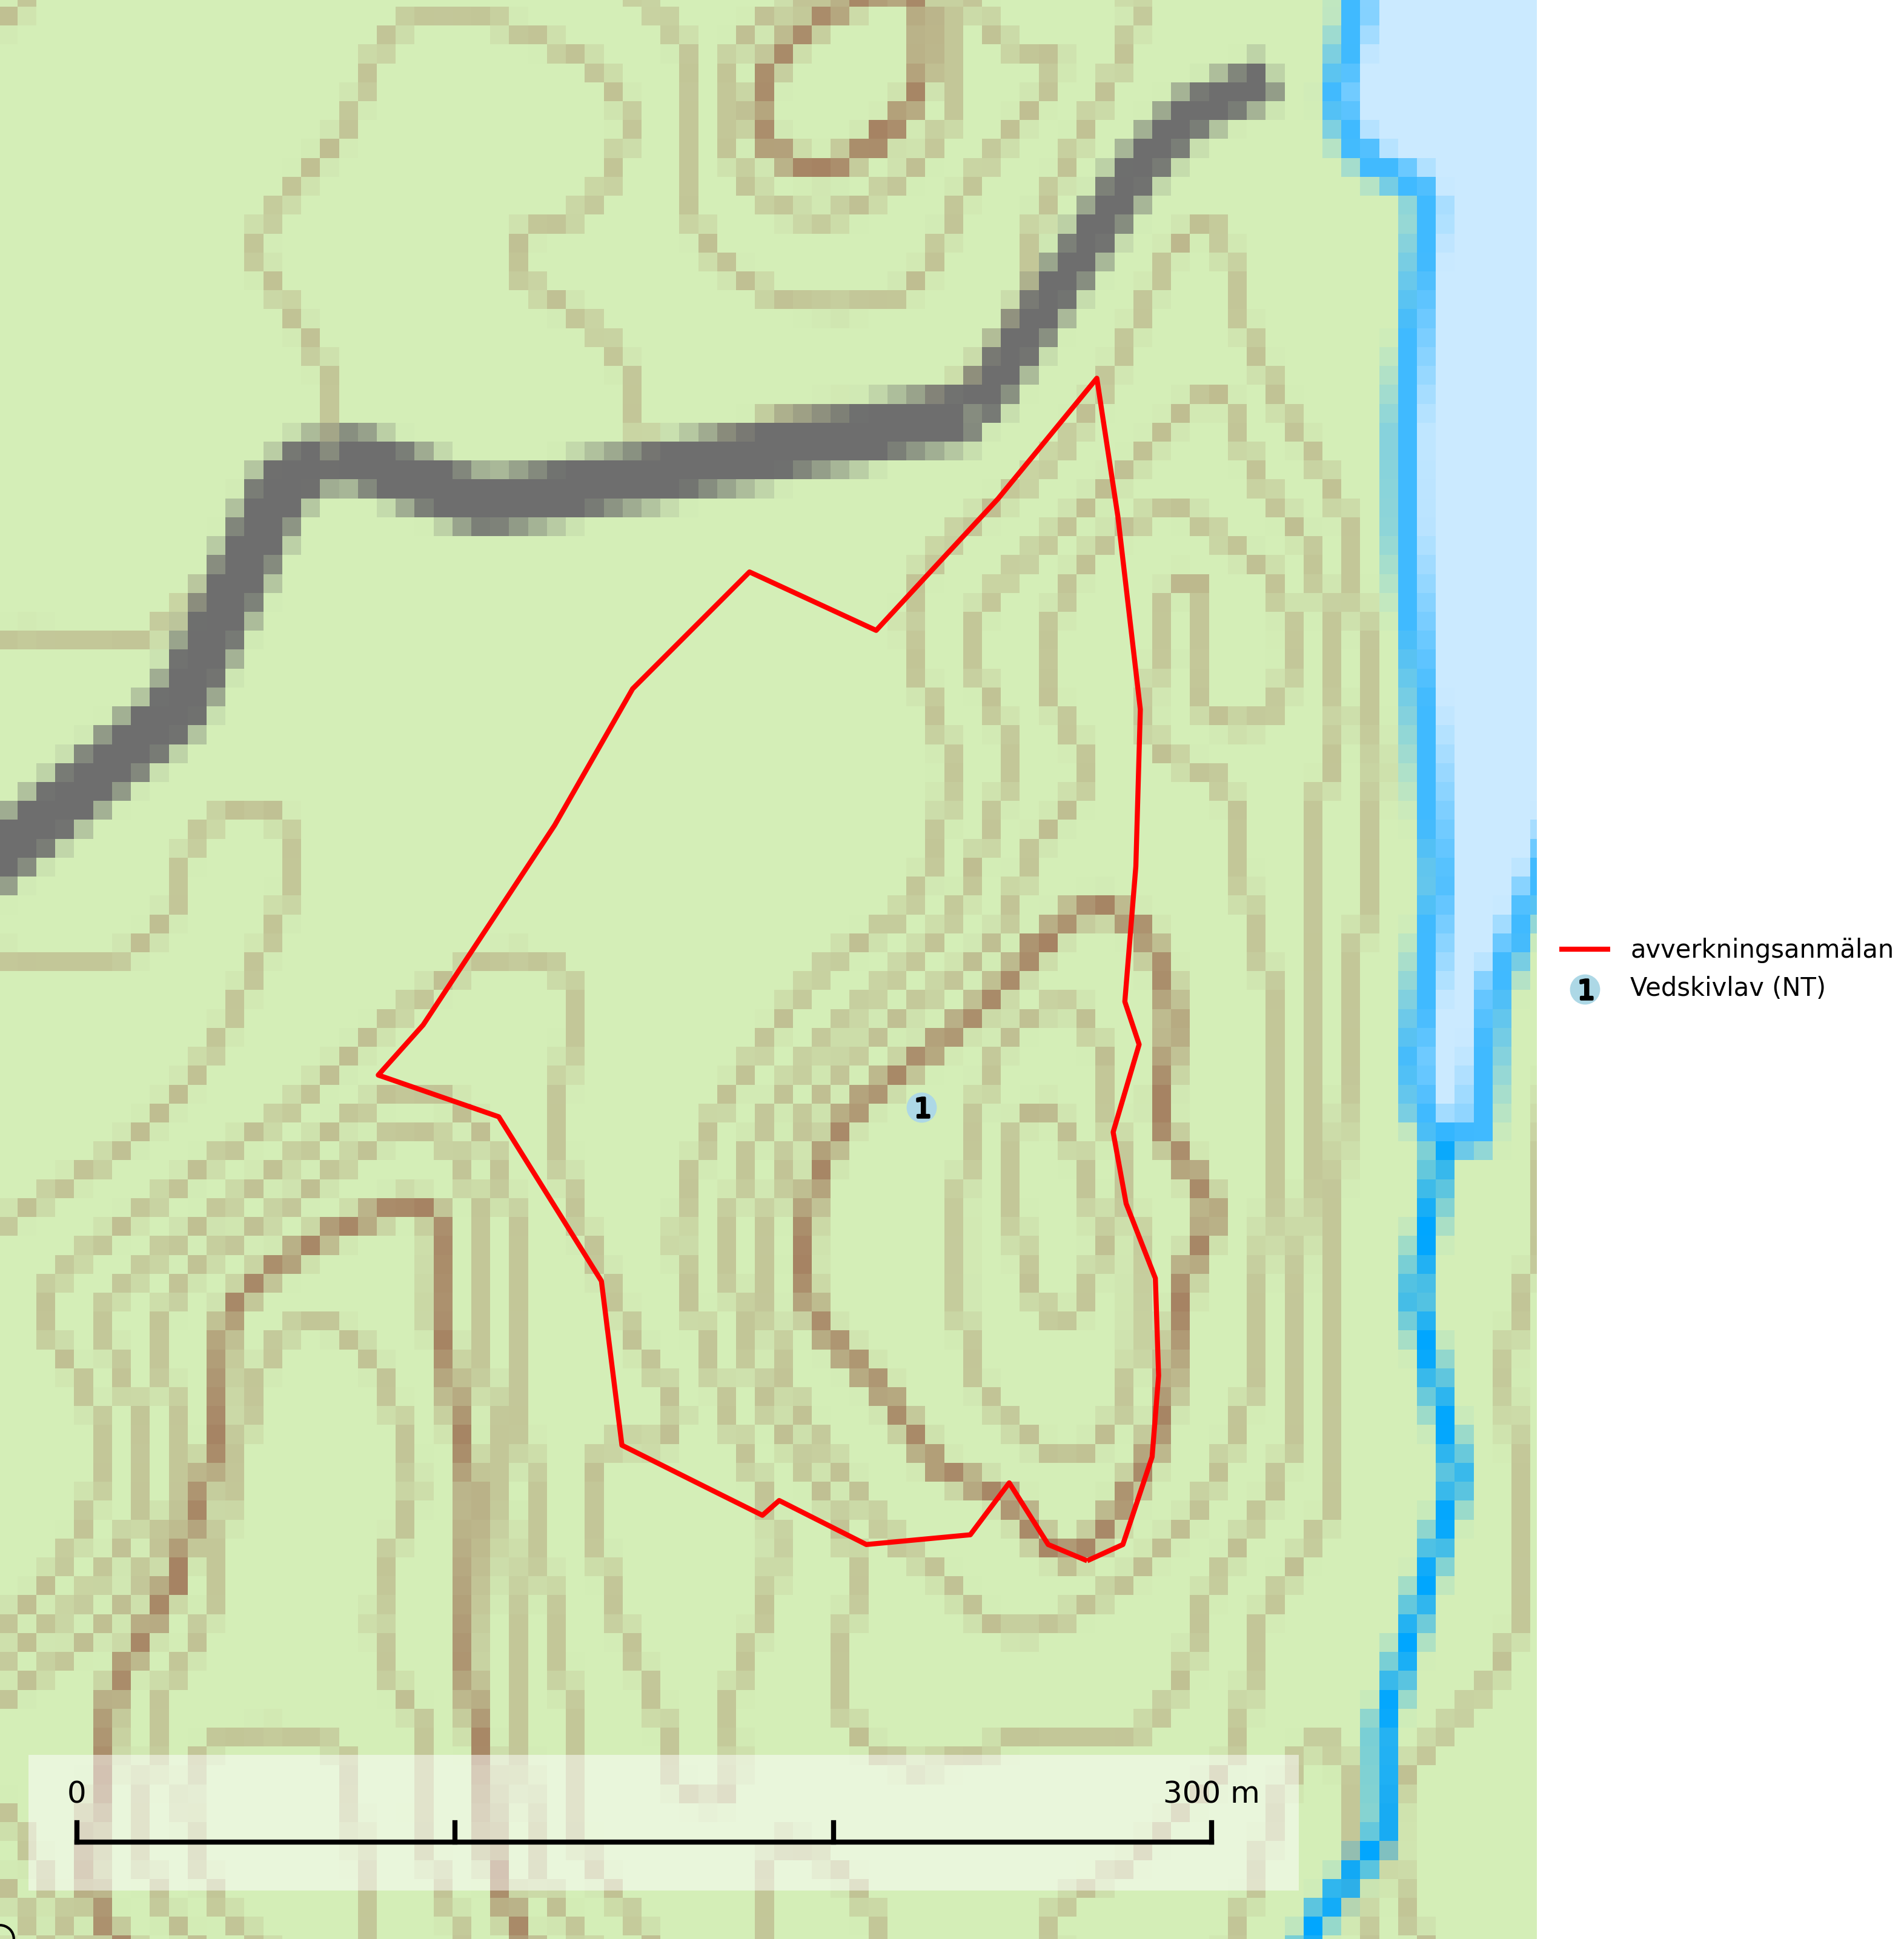 avverkningsanmälan
1 Vedskivlav (NT)
1
0 300 m